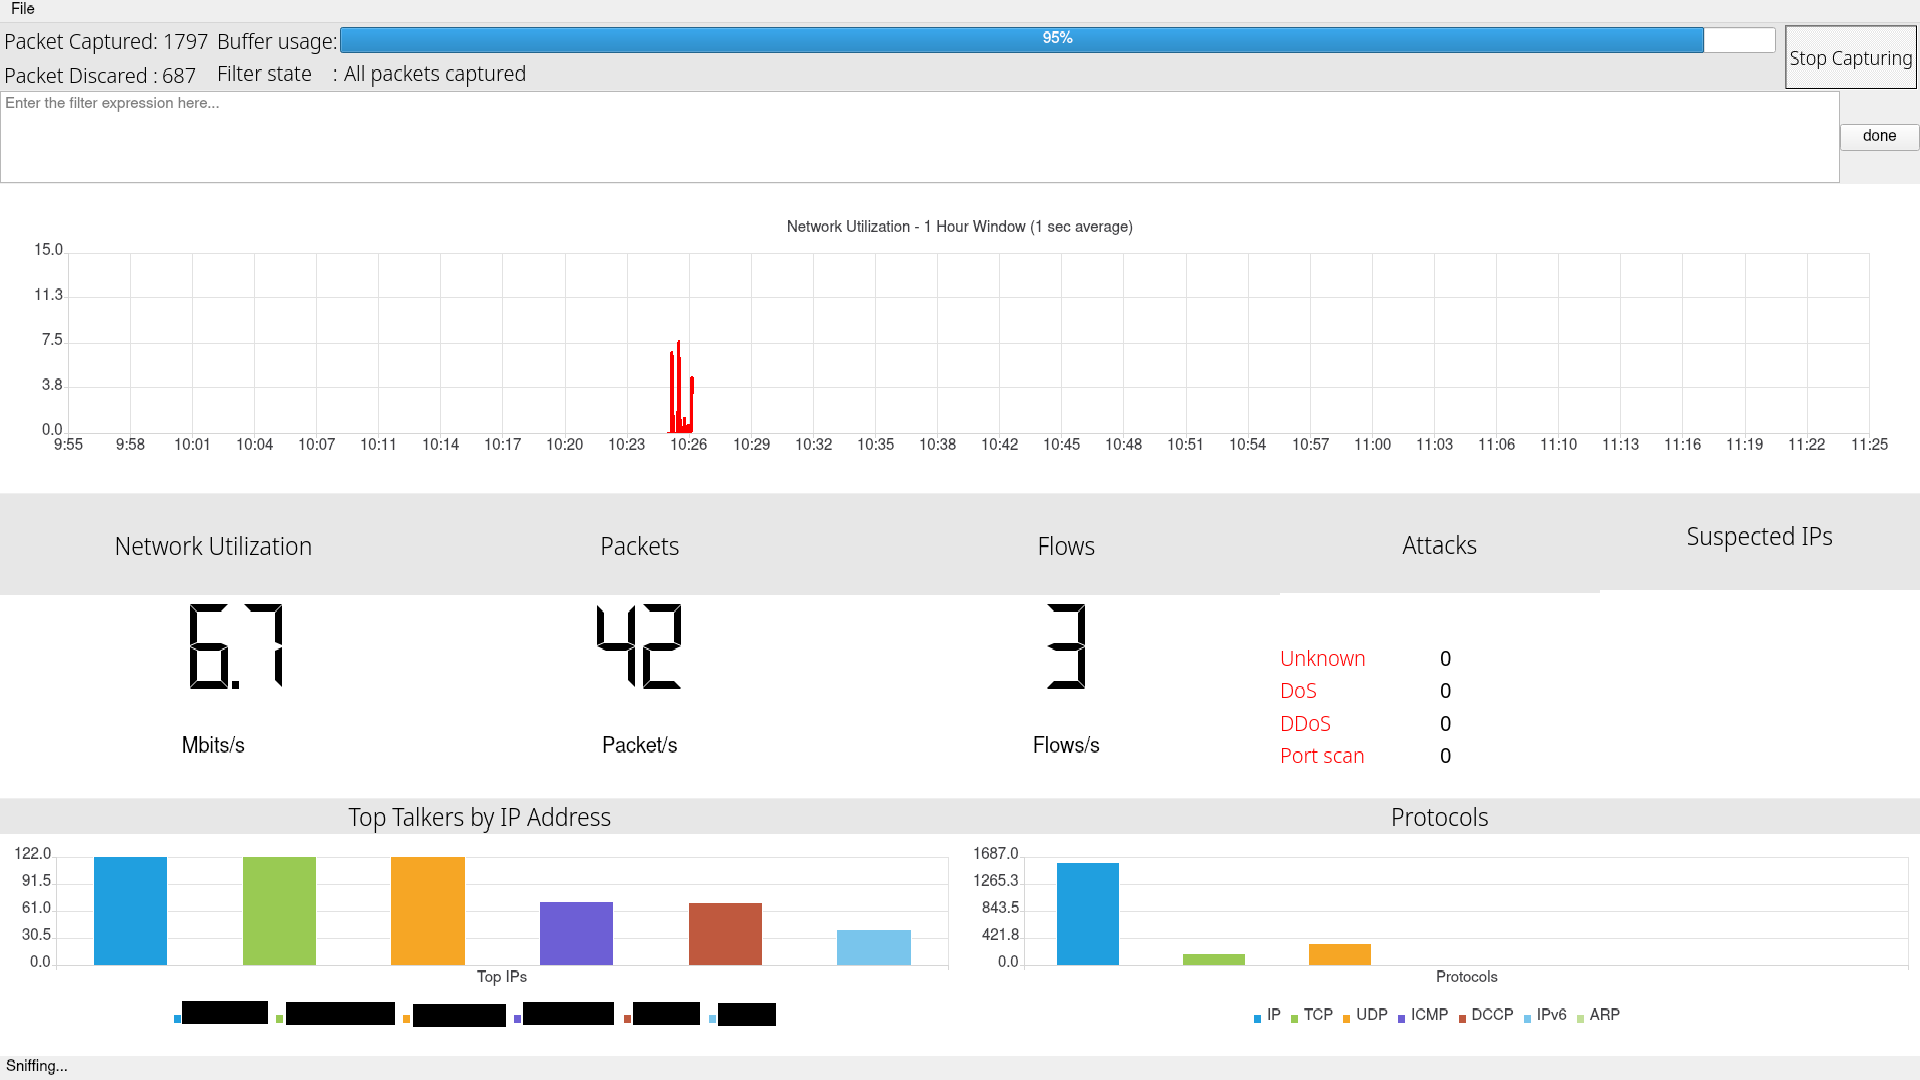 File
Packet Captured: 1797 Buffer usage: 95%
Stop Capturing
Packet Discared : 687 Filter state : All packets captured
Enter the filter expression here...
done
Network Utilization - 1 Hour Window (1 sec average)
15.0
11.3
7.5
3.8
0.0
9:55 9:58 10:01 10:04 10:07 10:11 10:14 10:17 10:20 10:23 10:26 10:29 10:32 10:35 10:38 10:42 10:45 10:48 10:51 10:54 10:57 11:00 11:03 11:06 11:10 11:13 11:16 11:19 11:22 11:25
Network Utilization Packets Flows Attacks Suspected IPs
6.7 42 3
Mbits/s Packet/s Flows/s
Unknown 0
DoS 0
DDoS 0
Port scan 0
Top Talkers by IP Address
122.0
91.5
61.0
30.5
0.0
Top IPs
Protocols
1687.0
1265.3
843.5
421.8
0.0
Protocols
IP TCP UDP ICMP DCCP IPv6 ARP
Sniffing...